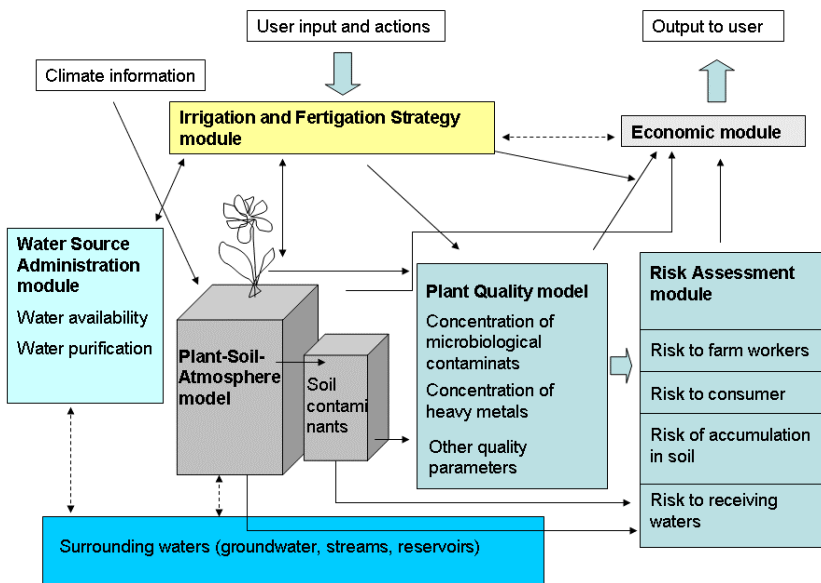 User input and actions
Output to user
Climate information
Irrigation and Fertigation Strategy
module
Economic module
Water Source
Administration
module
Water availability
Water purification
Plant-Soil-
Atmosphere
model
Soil
contami
nants
Plant Quality model
Concentration of
microbiological
contaminats
Concentration of
heavy metals
Other quality
parameters
Risk Assessment
module
Risk to farm workers
Risk to consumer
Risk of accumulation
in soil
Risk to receiving
waters
Surrounding waters (groundwater, streams, reservoirs)